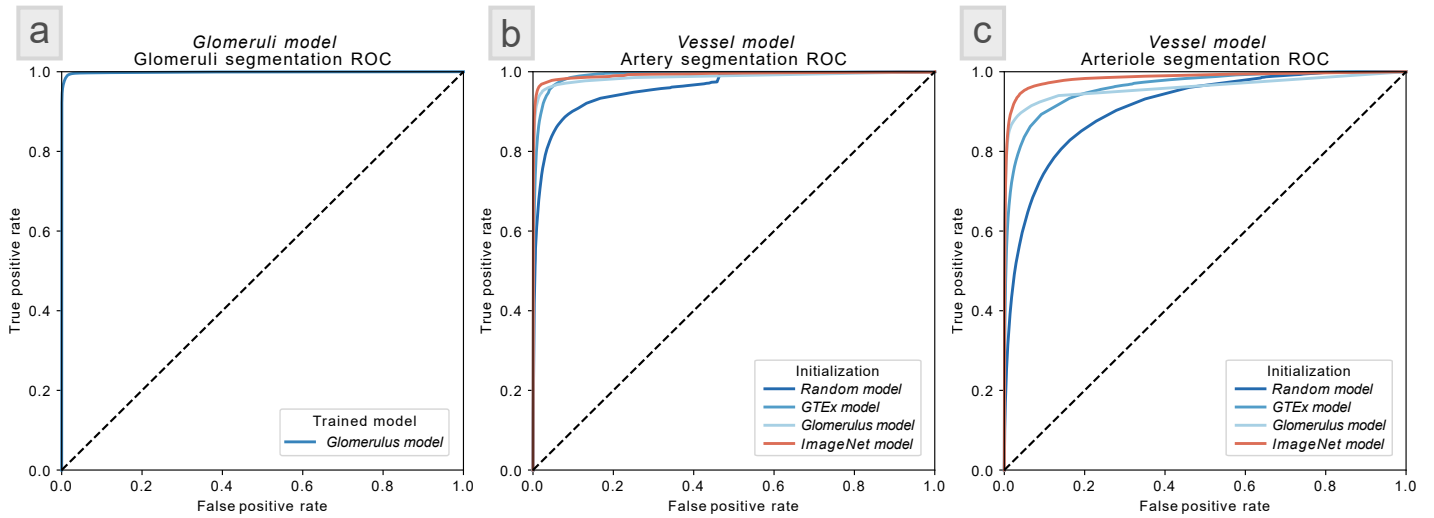 a
Glomeruli model
Glomeruli segmentation ROC
1.0
0.8
0.6
0.4
0.2
0.0
True positive rate
0.0 0.2 0.4 0.6 0.8 1.0
False positive rate
Trained model
Glomerulus model
b
Vessel model
Artery segmentation ROC
1.0
0.8
0.6
0.4
0.2
0.0
True positive rate
0.0 0.2 0.4 0.6 0.8 1.0
False positive rate
Initialization
Random model
GTEx model
Glomerulus model
ImageNet model
c
Vessel model
Arteriole segmentation ROC
1.0
0.8
0.6
0.4
0.2
0.0
True positive rate
0.0 0.2 0.4 0.6 0.8 1.0
False positive rate
Initialization
Random model
GTEx model
Glomerulus model
ImageNet model